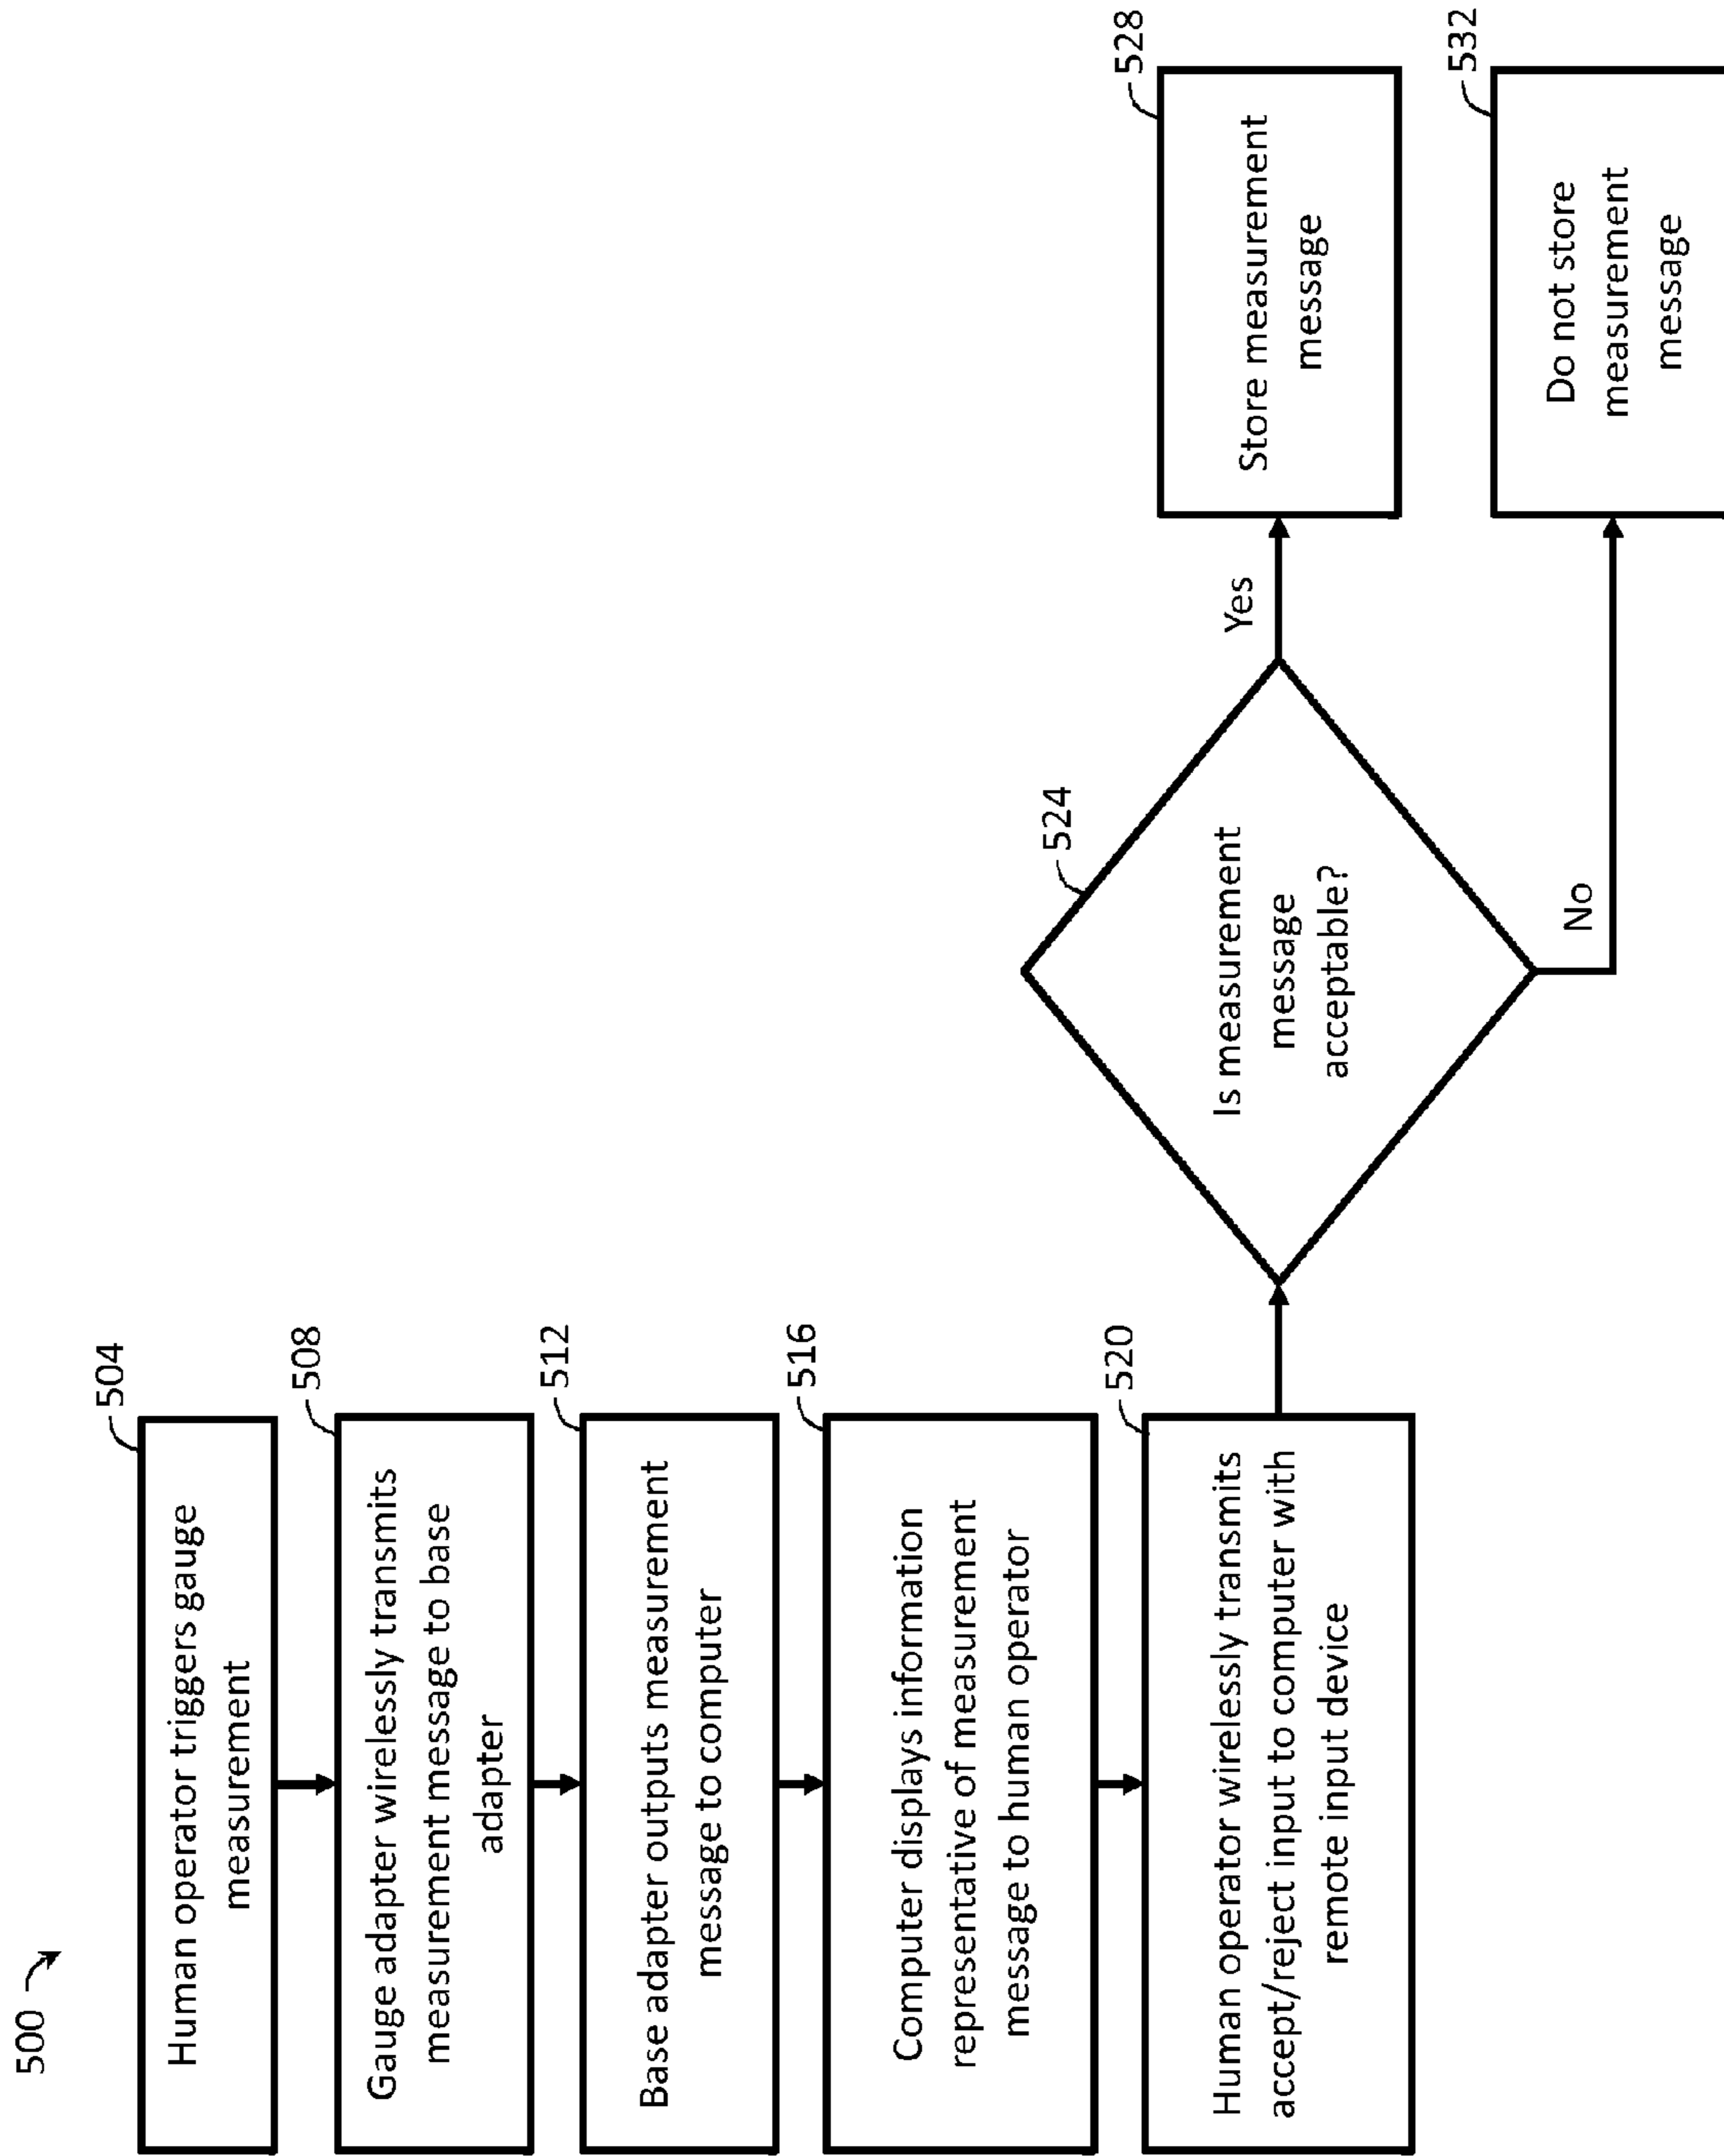 500
504
Human operator triggers gauge
measurement
508
Gauge adapter wirelessly transmits
measurement message to base
adapter
512
Base adapter outputs measurement
message to computer
516
Computer displays information
representative of measurement
message to human operator
520
Human operator wirelessly transmits
accept/reject input to computer with
remote input device
524
Is measurement
message
acceptable?
Yes
528
Store measurement
message
No
532
Do not store
measurement
message